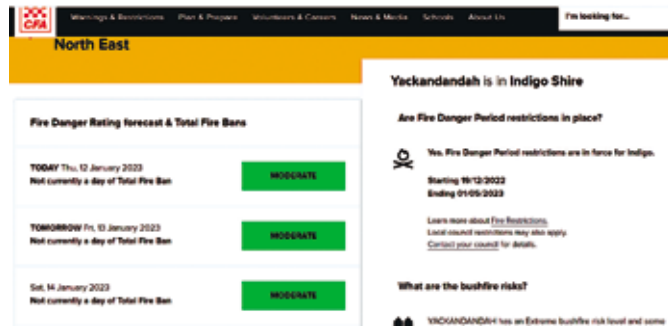 CFA
Warnings & Restrictions Plan & Prepare Volunteers & Careers News & Media Schools About Us I'm looking for...
North East
Fire Danger Rating forecast & Total Fire Bans
TODAY Thu, 12 January 2023
Not currently a day of Total Fire Ban
MODERATE
TOMORROW Fri, 13 January 2023
Not currently a day of Total Fire Ban
MODERATE
Sat, 14 January 2023
Not currently a day of Total Fire Ban
MODERATE
Yackandandah is in Indigo Shire
Are Fire Danger Period restrictions in place?
Yes. Fire Danger Period restrictions are in force for Indigo.
Starting 19/12/2022
Ending 01/05/2023
Learn more about Fire Restrictions.
Local council restrictions may also apply.
Contact your council for details.
What are the bushfire risks?
YACKANDANDAH has an Extreme bushfire risk level and some